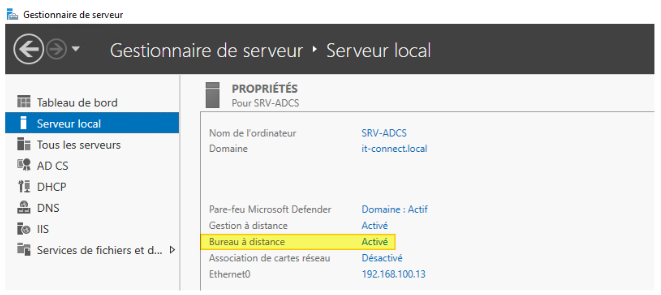 Gestionnaire de serveur
Gestionnaire de serveur • Serveur local
Tableau de bord
Serveur local
Tous les serveurs
AD CS
DHCP
DNS
IIS
Services de fichiers et d...
PROPRIÉTÉS
Pour SRV-ADCS
Nom de l'ordinateur SRV-ADCS
Domaine it-connect.local
Pare-feu Microsoft Defender Domaine : Actif
Gestion à distance Activé
Bureau à distance Activé
Association de cartes réseau Désactivé
Ethernet0 192.168.100.13